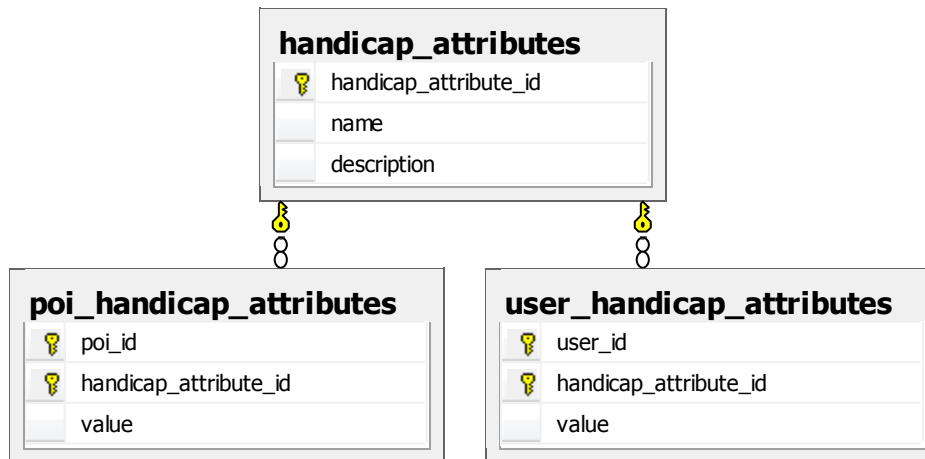 handicap_attributes
handicap_attribute_id
name
description
poi_handicap_attributes
poi_id
handicap_attribute_id
value
user_handicap_attributes
user_id
handicap_attribute_id
value